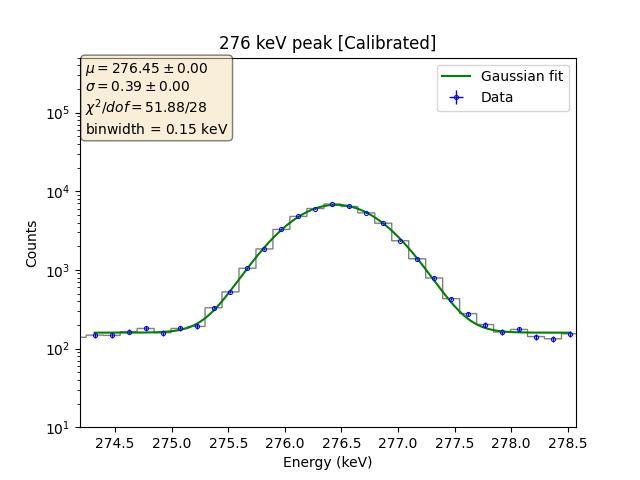 276 keV peak [Calibrated]
μ = 276.45 ± 0.00
σ = 0.39 ± 0.00
χ²/dof = 51.88/28
binwidth = 0.15 keV
Gaussian fit
Data
10⁵
10⁴
10³
10²
10¹
Counts
274.5 275.0 275.5 276.0 276.5 277.0 277.5 278.0 278.5
Energy (keV)